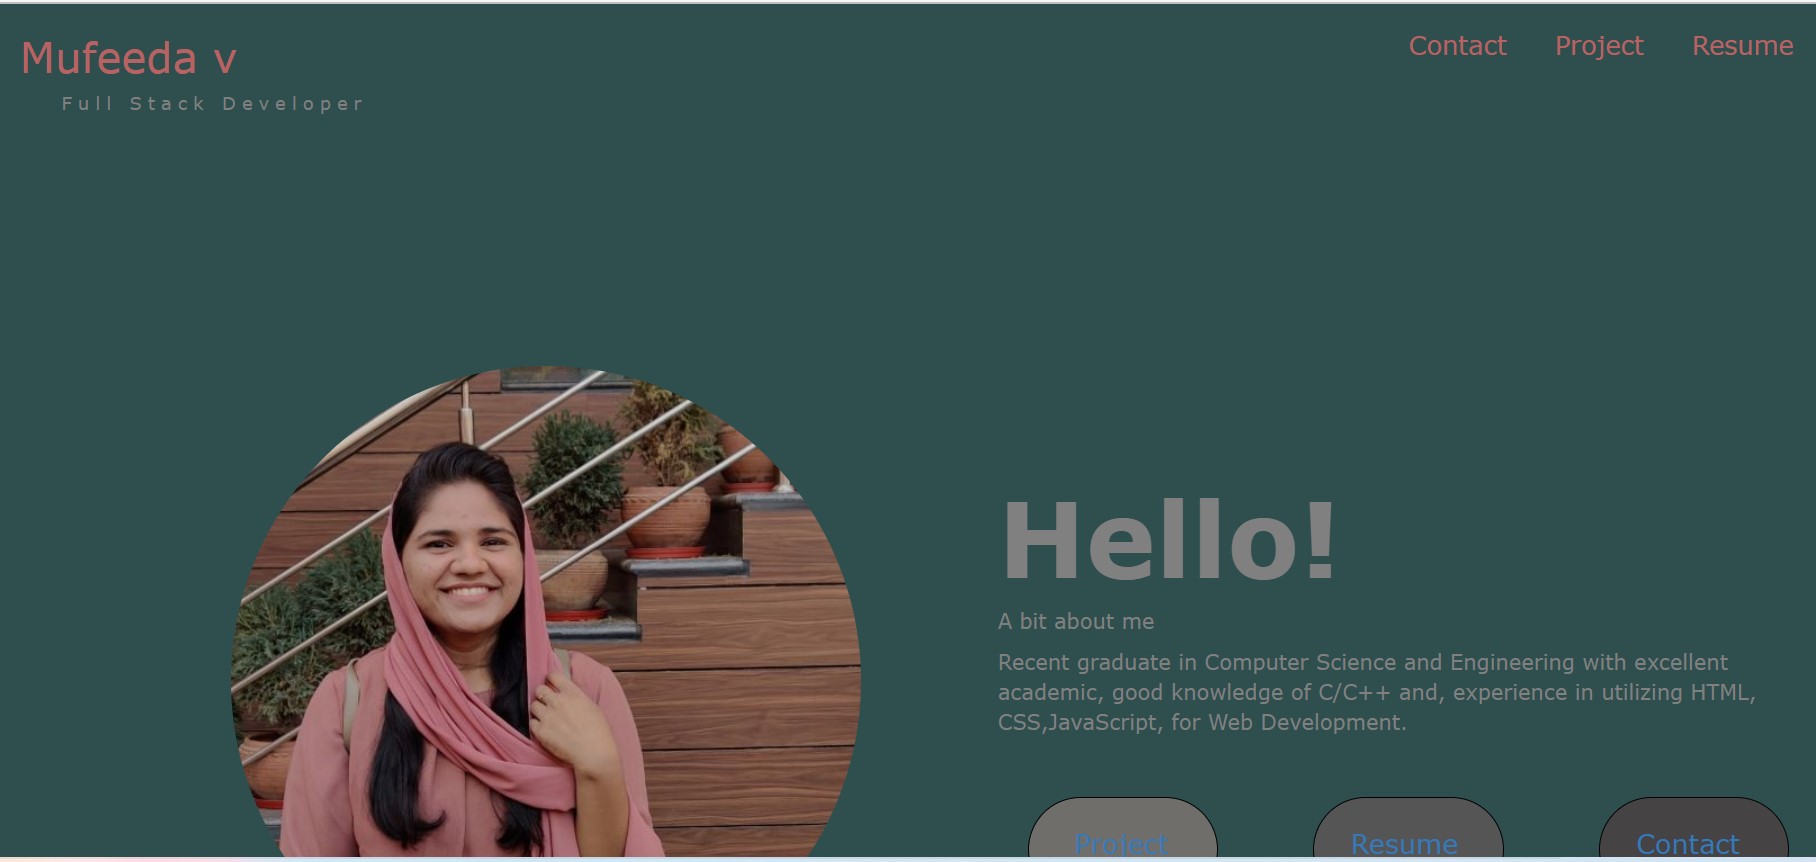 Mufeeda v
Full Stack Developer
Contact Project Resume
Hello!
A bit about me
Recent graduate in Computer Science and Engineering with excellent
academic, good knowledge of C/C++ and, experience in utilizing HTML,
CSS,JavaScript, for Web Development.
Project Resume Contact